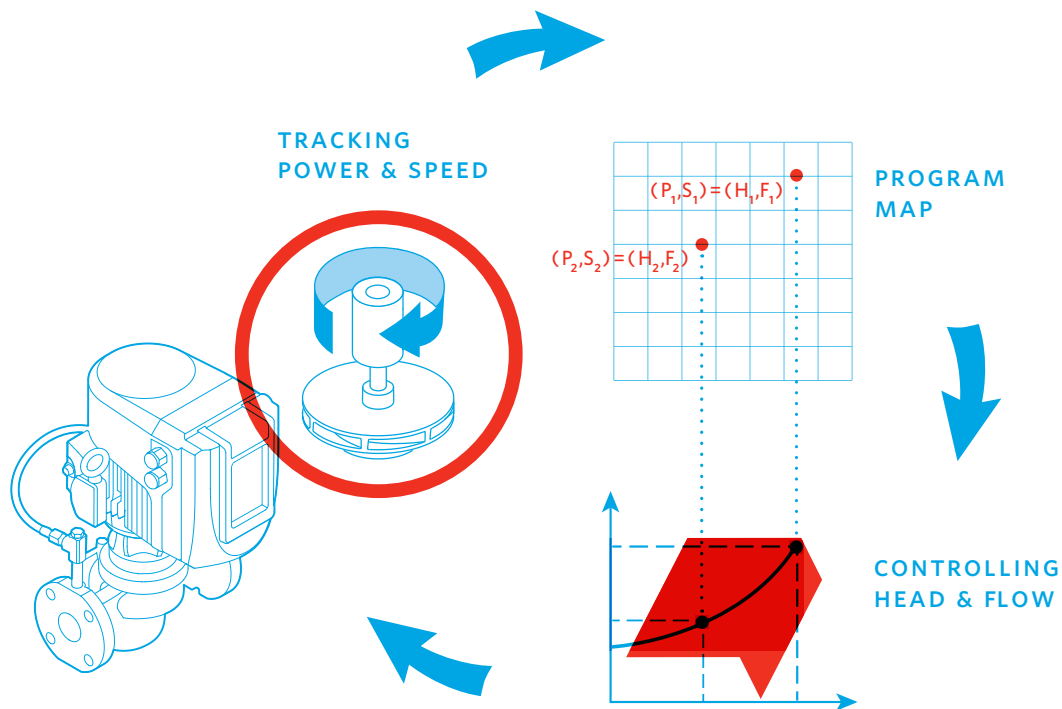 TRACKING
POWER & SPEED
(P₁,S₁)=(H₁,F₁)
(P₂,S₂)=(H₂,F₂)
PROGRAM
MAP
CONTROLLING
HEAD & FLOW